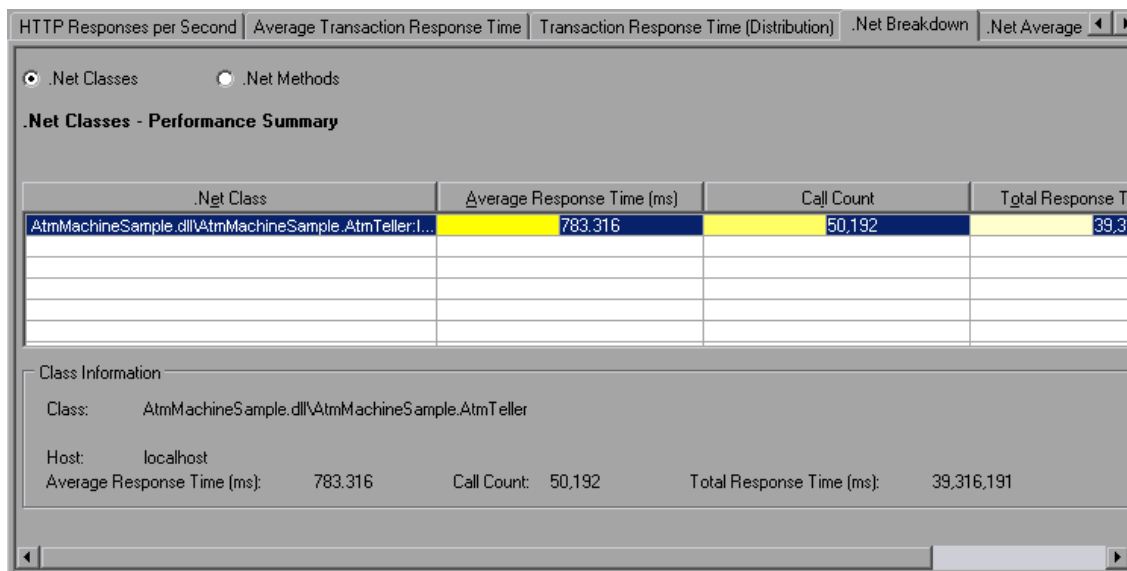 HTTP Responses per Second Average Transaction Response Time Transaction Response Time (Distribution) .Net Breakdown .Net Average
.Net Classes .Net Methods
.Net Classes - Performance Summary
.Net Class Average Response Time (ms) Call Count Total Response T
AtmMachineSample.dll\AtmMachineSample.AtmTeller:l... 783.316 50,192 39,3
Class Information
Class: AtmMachineSample.dll\AtmMachineSample.AtmTeller
Host: localhost
Average Response Time (ms): 783.316 Call Count: 50,192 Total Response Time (ms): 39,316,191